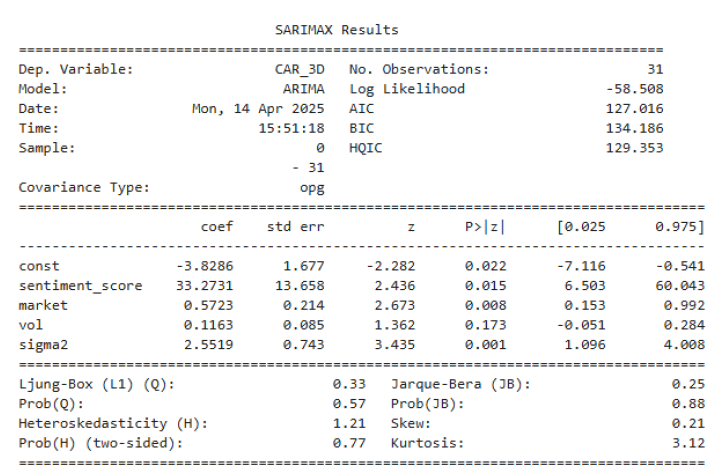 SARIMAX Results
==============================================================================
Dep. Variable: CAR_3D No. Observations: 31
Model: ARIMA Log Likelihood -58.508
Date: Mon, 14 Apr 2025 AIC 127.016
Time: 15:51:18 BIC 134.186
Sample: 0 HQIC 129.353
- 31
Covariance Type: opg
===================================================================================
coef std err z P>|z| [0.025 0.975]
-----------------------------------------------------------------------------------
const -3.8286 1.677 -2.282 0.022 -7.116 -0.541
sentiment_score 33.2731 13.658 2.436 0.015 6.503 60.043
market 0.5723 0.214 2.673 0.008 0.153 0.992
vol 0.1163 0.085 1.362 0.173 -0.051 0.284
sigma2 2.5519 0.743 3.435 0.001 1.096 4.008
===================================================================================
Ljung-Box (L1) (Q): 0.33 Jarque-Bera (JB): 0.25
Prob(Q): 0.57 Prob(JB): 0.88
Heteroskedasticity (H): 1.21 Skew: 0.21
Prob(H) (two-sided): 0.77 Kurtosis: 3.12
===================================================================================